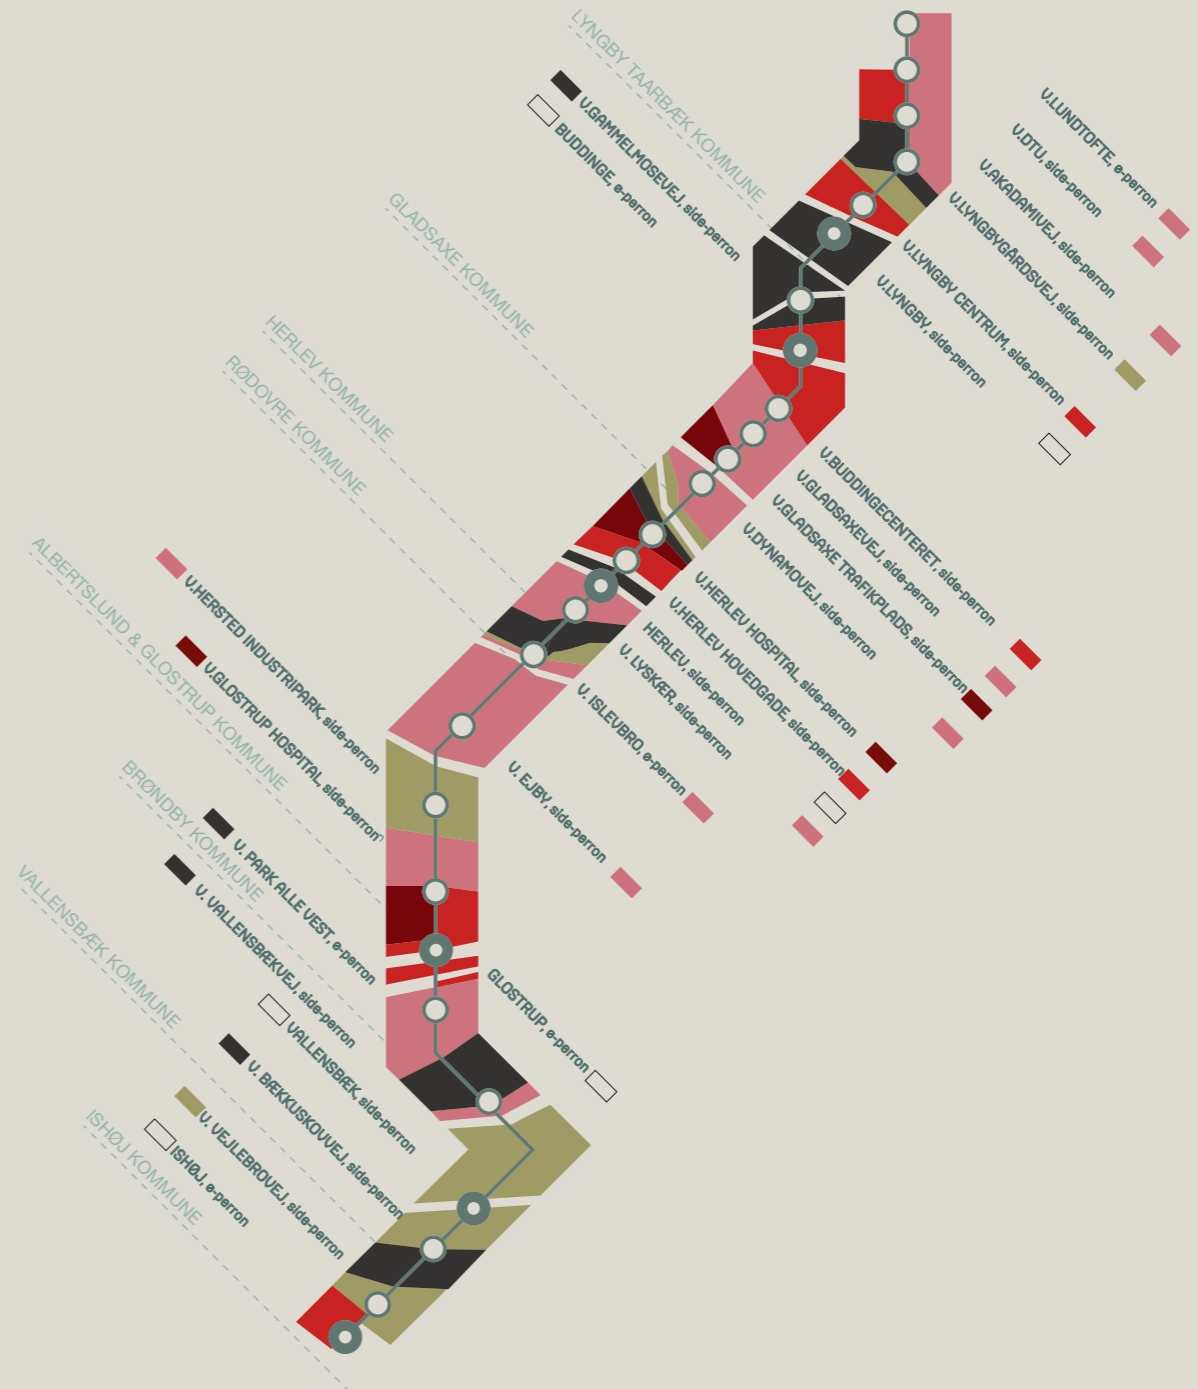 LYNGBY TAARBÆK KOMMUNE
V.GAMMELMOSEVEJ, side-perron
BUDDINGE, ø-perron
V.LUNDTOFTE, ø-perron
V.DTU, side-perron
V.AKADAMIVEJ, side-perron
V.LYNGBYGÅRDSVEJ, side-perron
V.LYNGBY CENTRUM, side-perron
V.LYNGBY, side-perron
GLADSAXE KOMMUNE
HERLEV KOMMUNE
RØDOVRE KOMMUNE
V.BUDDINGECENTERET, side-perron
V.GLADSAXEVEJ, side-perron
V.GLADSAXE TRAFIKPLADS, side-perron
V.DYNAMOVEJ, side-perron
V.HERLEV HOSPITAL, side-perron
V.HERLEV HOVEDGADE, side-perron
HERLEV, side-perron
V. LYSKÆR, side-perron
V. ISLEVBRO, ø-perron
V. EJBY, side-perron
ALBERTSLUND & GLOSTRUP KOMMUNE
V.HERSTED INDUSTRIPARK, side-perron
V.GLOSTRUP HOSPITAL, side-perron
GLOSTRUP, ø-perron
BRØNDBY KOMMUNE
V. PARK ALLE VEST, ø-perron
V. VALLENSBÆKVEJ, side-perron
VALLENSBÆK KOMMUNE
VALLENSBÆK, side-perron
V. BÆKKUSKOVVEJ, side-perron
V. VEJLEBROVEJ, side-perron
ISHØJ, ø-perron
ISHØJ KOMMUNE